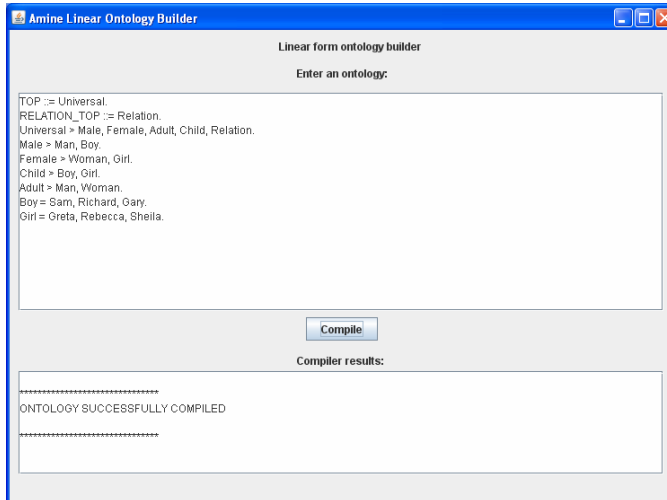 Amine Linear Ontology Builder
Linear form ontology builder
Enter an ontology:
TOP ::= Universal.
RELATION_TOP ::= Relation.
Universal > Male, Female, Adult, Child, Relation.
Male > Man, Boy.
Female > Woman, Girl.
Child > Boy, Girl.
Adult > Man, Woman.
Boy = Sam, Richard, Gary.
Girl = Greta, Rebecca, Sheila.
Compile
Compiler results:
*******************************
ONTOLOGY SUCCESSFULLY COMPILED
*******************************